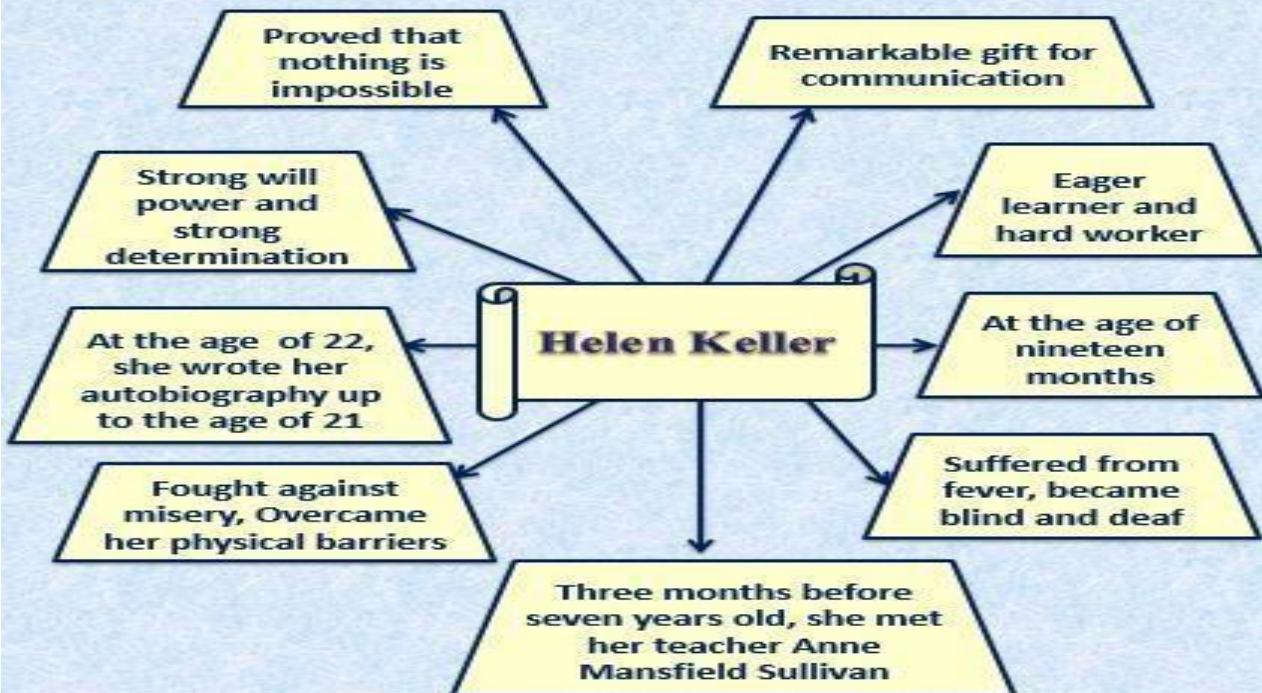 Proved that
nothing is
impossible
Remarkable gift for
communication
Strong will
power and
strong
determination
Eager
learner and
hard worker
Helen Keller
At the age of 22,
she wrote her
autobiography up
to the age of 21
At the age of
nineteen
months
Fought against
misery, Overcame
her physical barriers
Suffered from
fever, became
blind and deaf
Three months before
seven years old, she met
her teacher Anne
Mansfield Sullivan